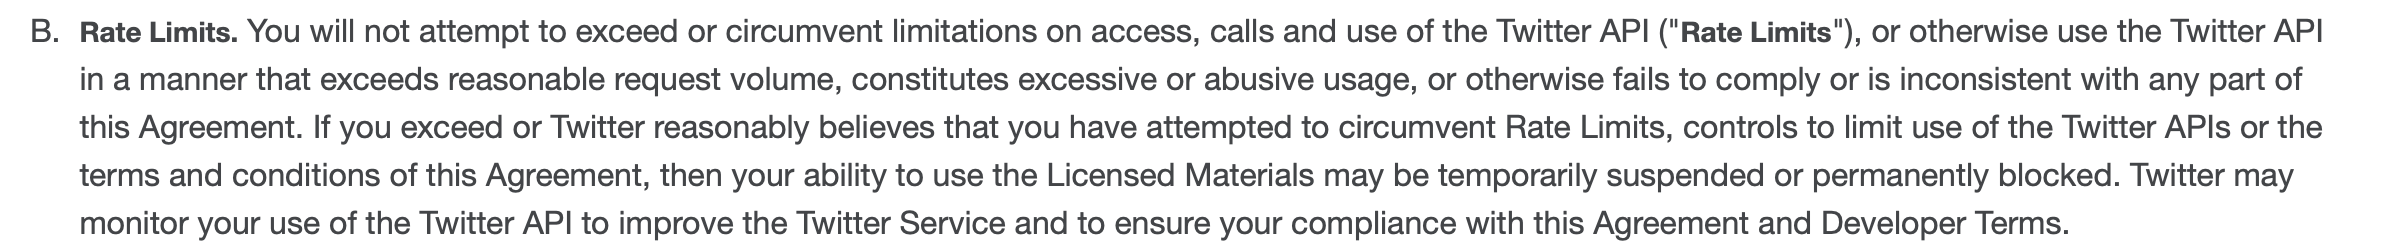 B. Rate Limits. You will not attempt to exceed or circumvent limitations on access, calls and use of the Twitter API ("Rate Limits"), or otherwise use the Twitter API
in a manner that exceeds reasonable request volume, constitutes excessive or abusive usage, or otherwise fails to comply or is inconsistent with any part of
this Agreement. If you exceed or Twitter reasonably believes that you have attempted to circumvent Rate Limits, controls to limit use of the Twitter APIs or the
terms and conditions of this Agreement, then your ability to use the Licensed Materials may be temporarily suspended or permanently blocked. Twitter may
monitor your use of the Twitter API to improve the Twitter Service and to ensure your compliance with this Agreement and Developer Terms.